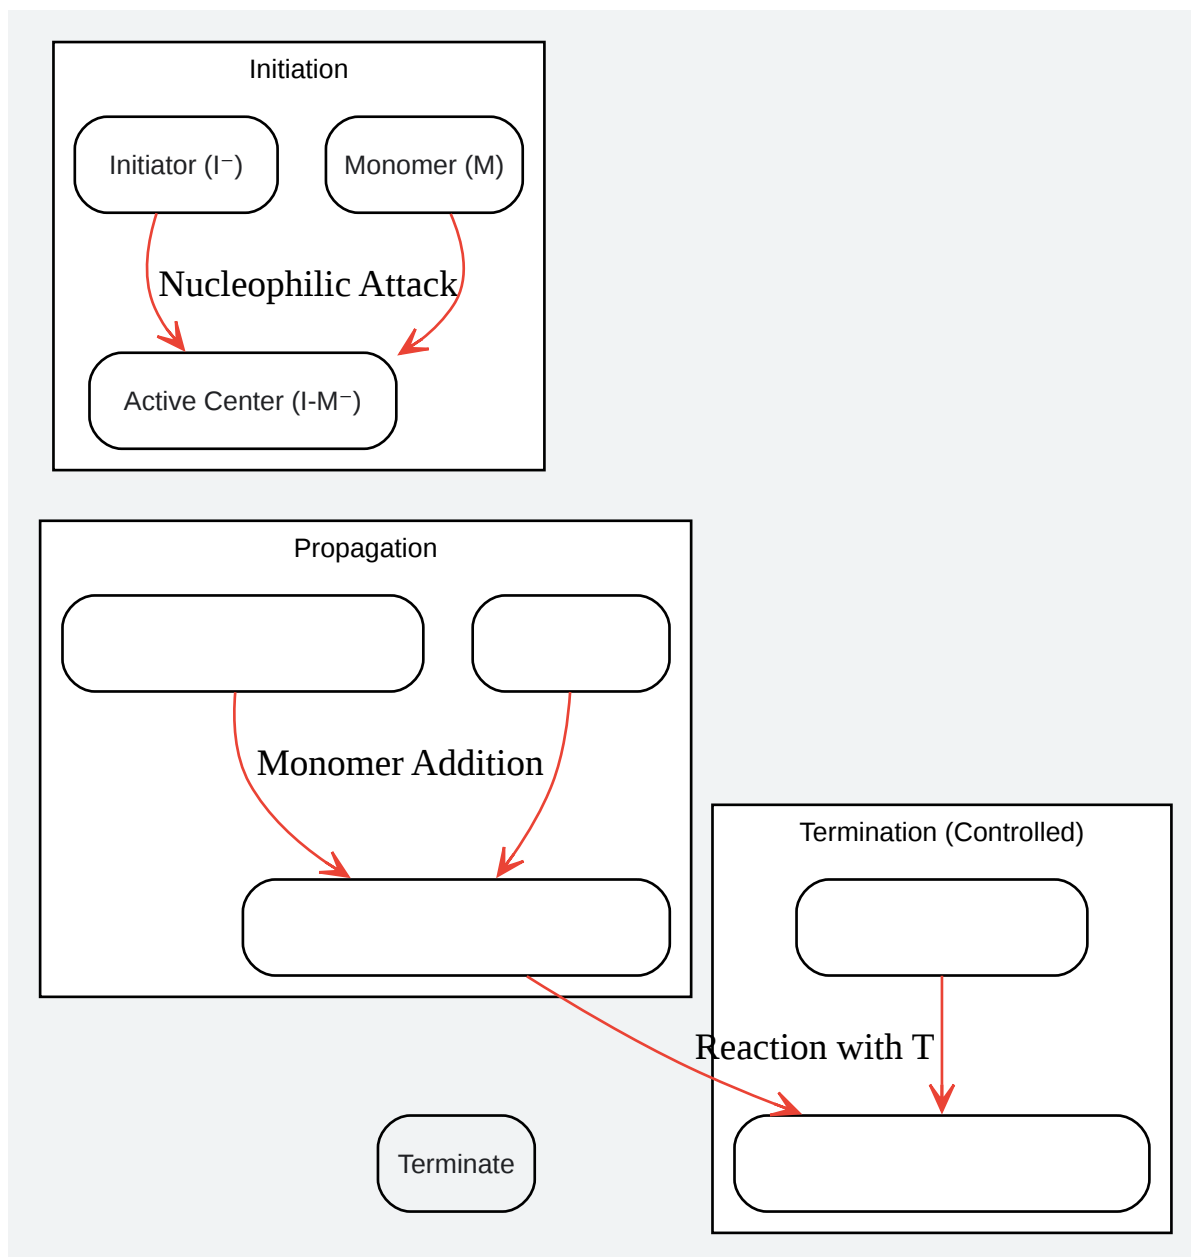 Initiation
Initiator (I⁻)
Monomer (M)
Nucleophilic Attack
Active Center (I-M⁻)
Propagation
Monomer Addition
Termination (Controlled)
Reaction with T
Terminate